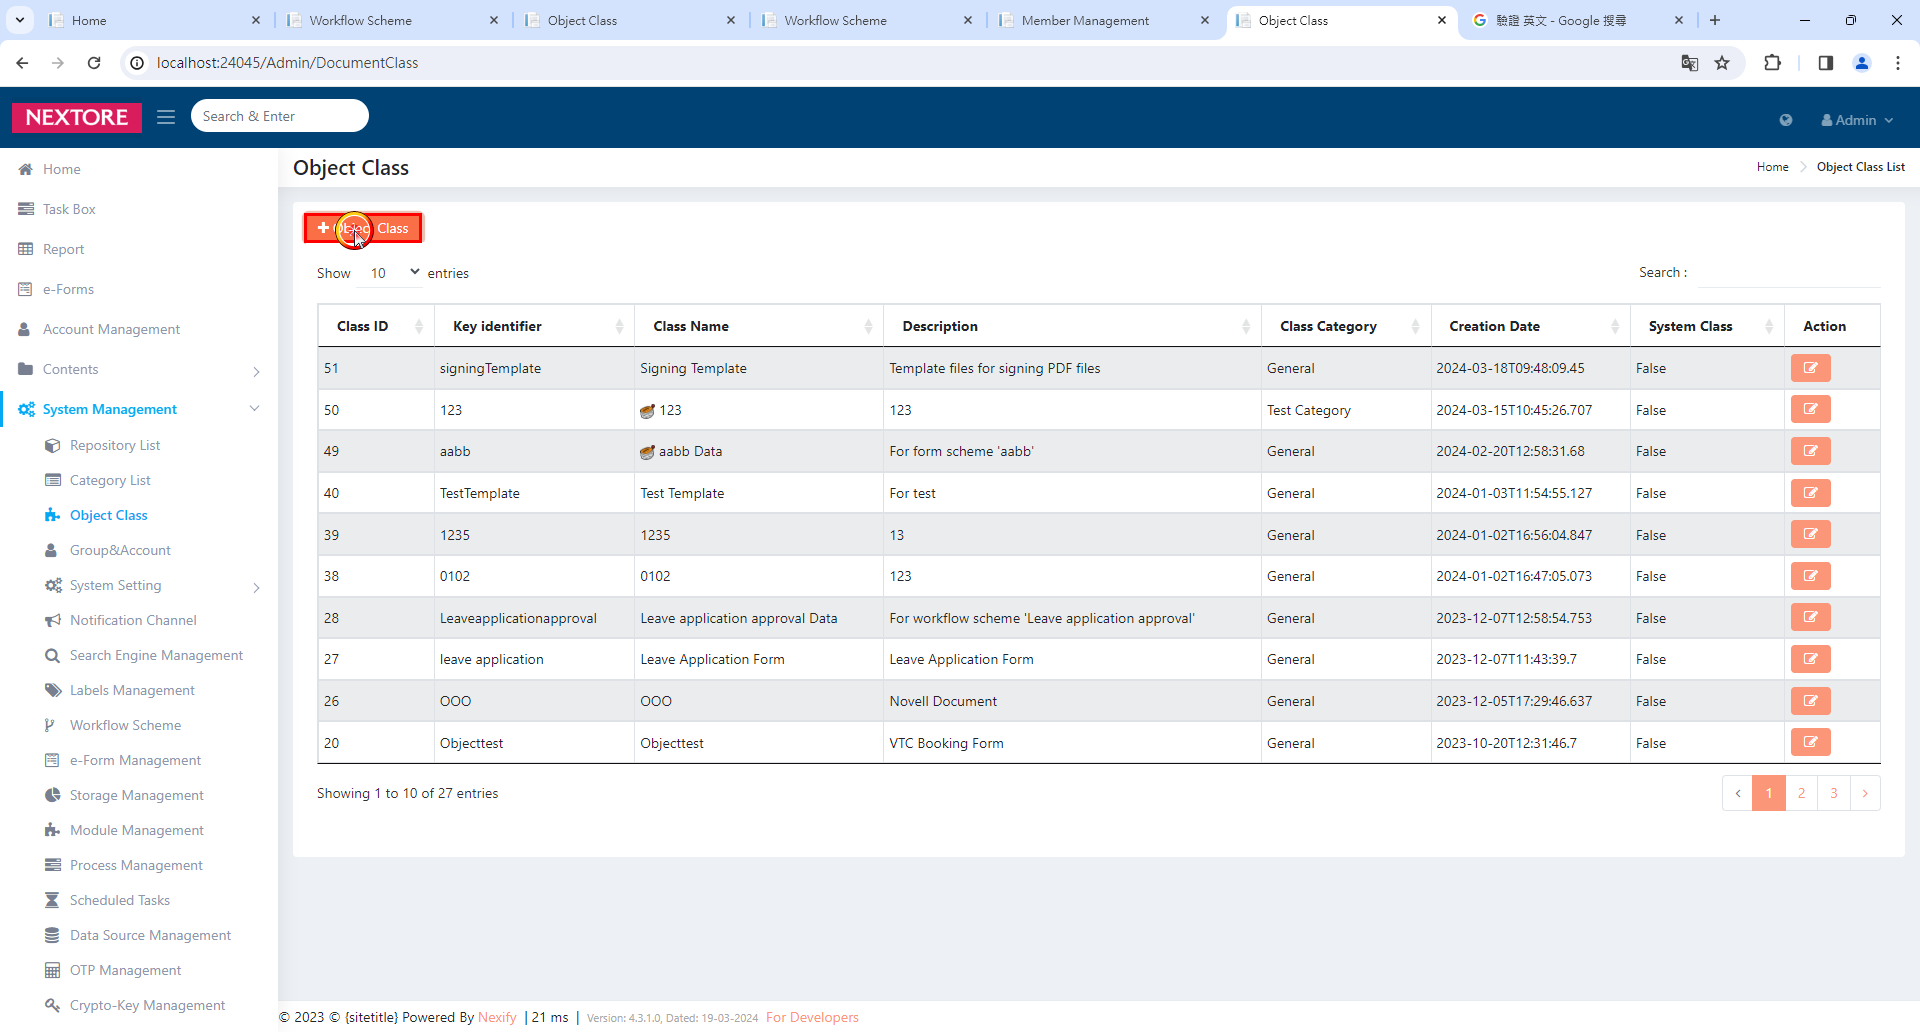 Home
Workflow Scheme
Object Class
Workflow Scheme
Member Management
Object Class
驗證 英文 - Google 搜尋
localhost:24045/Admin/DocumentClass
NEXTORE
Search & Enter
Admin
Home
Task Box
Report
e-Forms
Account Management
Contents
System Management
Repository List
Category List
Object Class
Group&Account
System Setting
Notification Channel
Search Engine Management
Labels Management
Workflow Scheme
e-Form Management
Storage Management
Module Management
Process Management
Scheduled Tasks
Data Source Management
OTP Management
Crypto-Key Management
Object Class
Home > Object Class List
+ Object Class
Show 10 entries
Search :
Class ID Key identifier Class Name Description Class Category Creation Date System Class Action
51 signingTemplate Signing Template Template files for signing PDF files General 2024-03-18T09:48:09.45 False
50 123 123 123 Test Category 2024-03-15T10:45:26.707 False
49 aabb aabb Data For form scheme 'aabb' General 2024-02-20T12:58:31.68 False
40 TestTemplate Test Template For test General 2024-01-03T11:54:55.127 False
39 1235 1235 13 General 2024-01-02T16:56:04.847 False
38 0102 0102 123 General 2024-01-02T16:47:05.073 False
28 Leaveapplicationapproval Leave application approval Data For workflow scheme 'Leave application approval' General 2023-12-07T12:58:54.753 False
27 leave application Leave Application Form Leave Application Form General 2023-12-07T11:43:39.7 False
26 OOO OOO Novell Document General 2023-12-05T17:29:46.637 False
20 Objecttest Objecttest VTC Booking Form General 2023-10-20T12:31:46.7 False
Showing 1 to 10 of 27 entries
‹ 1 2 3 ›
© 2023 © {sitetitle} Powered By Nexify | 21 ms | Version: 4.3.1.0, Dated: 19-03-2024 For Developers